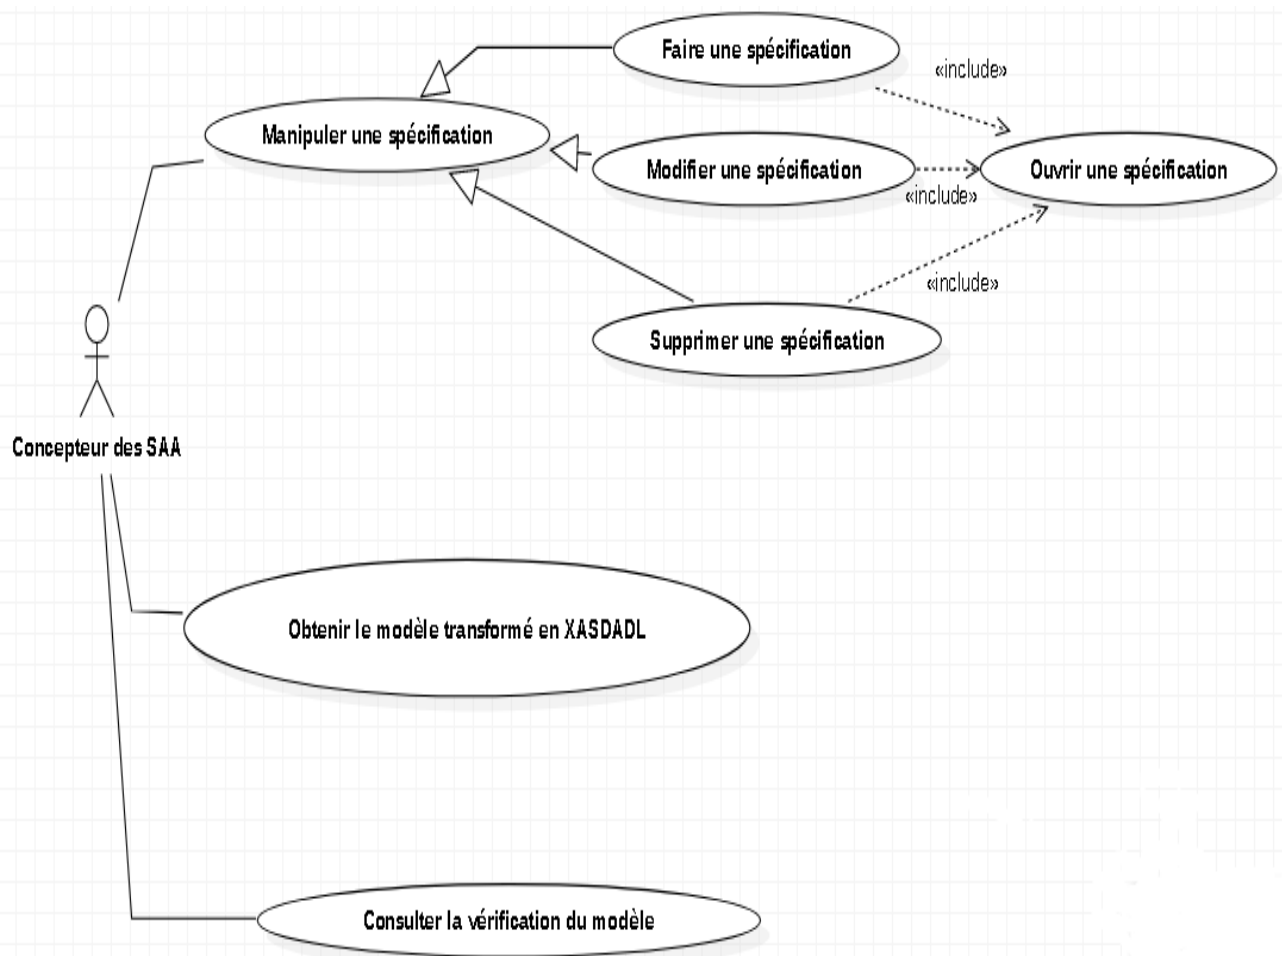 Faire une spécification
«include»
Manipuler une spécification
Modifier une spécification
Ouvrir une spécification
«include»
«include»
Supprimer une spécification
Concepteur des SAA
Obtenir le modèle transformé en XASDADL
Consulter la vérification du modèle